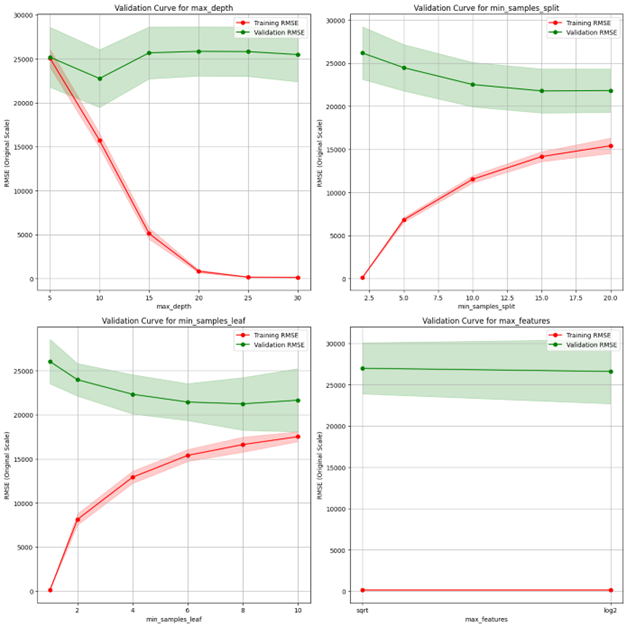 Validation Curve for max_depth
Training RMSE
Validation RMSE
30000
25000
20000
15000
10000
5000
0
RMSE (Original Scale)
5 10 15 20 25 30
max_depth
Validation Curve for min_samples_split
Training RMSE
Validation RMSE
30000
25000
20000
15000
10000
5000
0
RMSE (Original Scale)
2.5 5.0 7.5 10.0 12.5 15.0 17.5 20.0
min_samples_split
Validation Curve for min_samples_leaf
Training RMSE
Validation RMSE
30000
25000
20000
15000
10000
5000
0
RMSE (Original Scale)
2 4 6 8 10
min_samples_leaf
Validation Curve for max_features
Training RMSE
Validation RMSE
30000
25000
20000
15000
10000
5000
0
RMSE (Original Scale)
sqrt log2
max_features